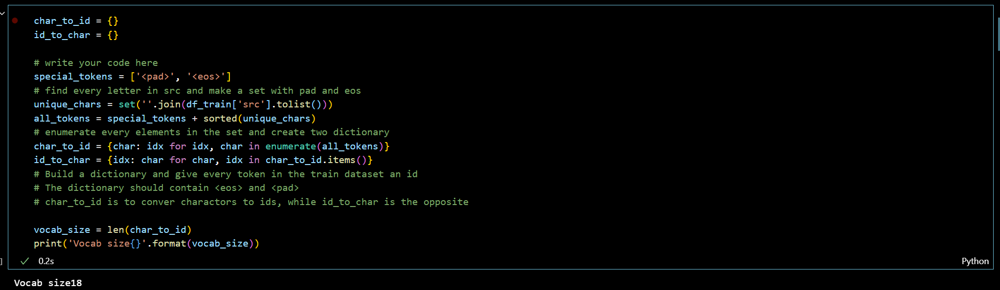 char_to_id = {}
id_to_char = {}
# write your code here
special_tokens = ['<pad>', '<eos>']
# find every letter in src and make a set with pad and eos
unique_chars = set(''.join(df_train['src'].tolist()))
all_tokens = special_tokens + sorted(unique_chars)
# enumerate every elements in the set and create two dictionary
char_to_id = {char: idx for idx, char in enumerate(all_tokens)}
id_to_char = {idx: char for char, idx in char_to_id.items()}
# Build a dictionary and give every token in the train dataset an id
# The dictionary should contain <eos> and <pad>
# char_to_id is to conver charactors to ids, while id_to_char is the opposite
vocab_size = len(char_to_id)
print('Vocab size{}'.format(vocab_size))
] 0.2s Python
Vocab size18